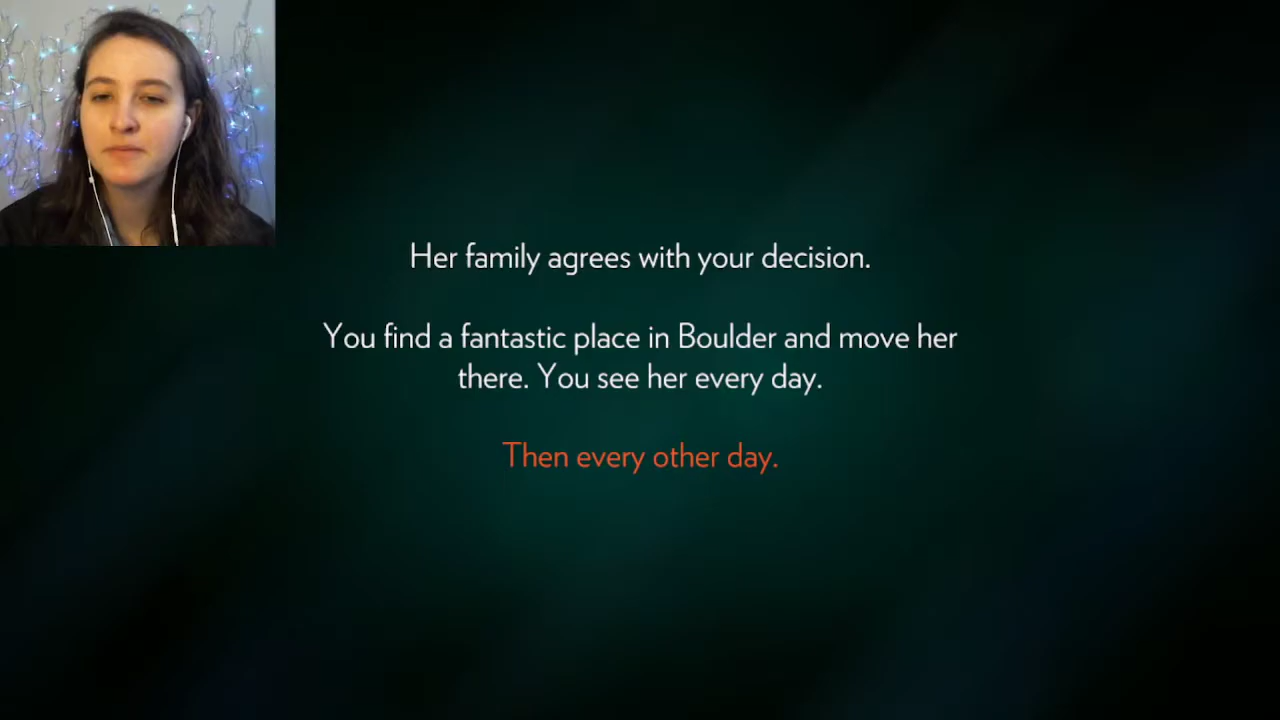 Her family agrees with your decision.
You find a fantastic place in Boulder and move her
there. You see her every day.
Then every other day.